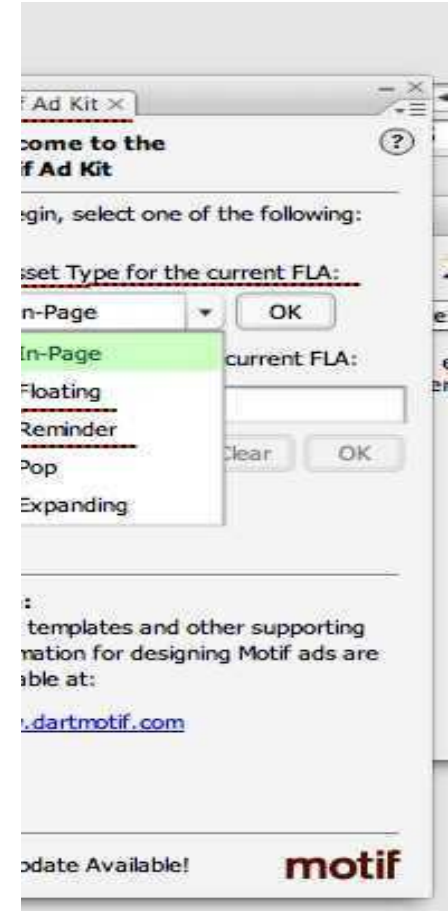 Ad Kit ×
come to the
if Ad Kit
?
egin, select one of the following:
sset Type for the current FLA:
n-Page
OK
In-Page
current FLA:
Floating
Reminder
Clear
OK
Pop
Expanding
:
templates and other supporting
mation for designing Motif ads are
able at:
.dartmotif.com
pdate Available!
motif